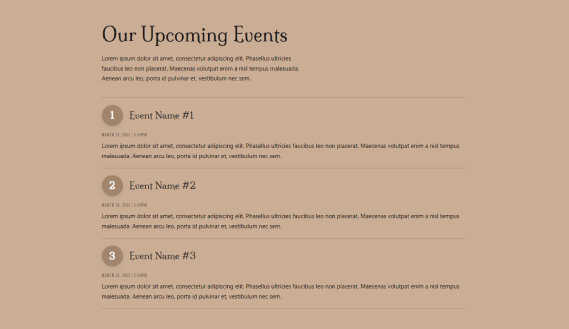 Our Upcoming Events
Lorem ipsum dolor sit amet, consectetur adipiscing elit. Phasellus ultricies
faucibus leo non placerat. Maecenas volutpat enim a nisl tempus malesuada.
Aenean arcu leo, porta id pulvinar et, vestibulum nec sem.
1
Event Name #1
Lorem ipsum dolor sit amet, consectetur adipiscing elit. Phasellus ultricies faucibus leo non placerat. Maecenas volutpat enim a nisl tempus
malesuada. Aenean arcu leo, porta id pulvinar et, vestibulum nec sem.
2
Event Name #2
Lorem ipsum dolor sit amet, consectetur adipiscing elit. Phasellus ultricies faucibus leo non placerat. Maecenas volutpat enim a nisl tempus
malesuada. Aenean arcu leo, porta id pulvinar et, vestibulum nec sem.
3
Event Name #3
Lorem ipsum dolor sit amet, consectetur adipiscing elit. Phasellus ultricies faucibus leo non placerat. Maecenas volutpat enim a nisl tempus
malesuada. Aenean arcu leo, porta id pulvinar et, vestibulum nec sem.